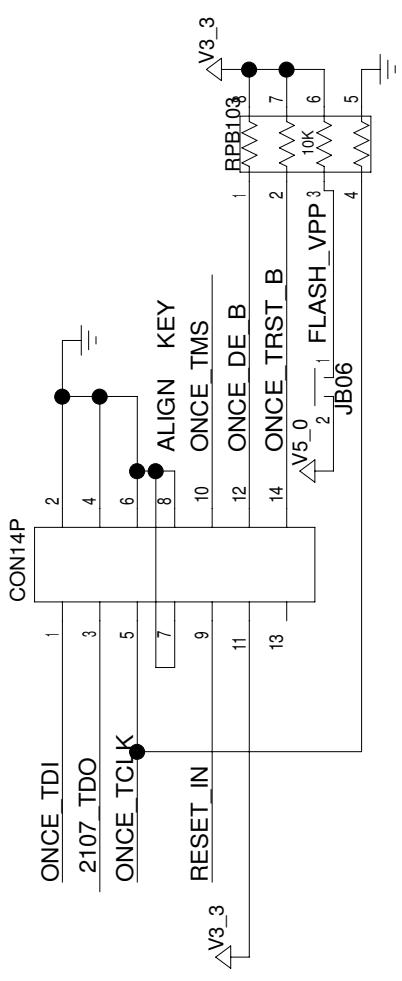 CON14P
ONCE_TDI
1
2
2107_TDO
3
4
ONCE_TCLK
5
6
7
8
ALIGN KEY
RESET_IN
9
10
ONCE_TMS
V3_3
11
12
ONCE_DE_B
13
14
ONCE_TRST_B
V5_0
2
1
FLASH_VPP
JB06
RPB103
10K
1
8
2
7
3
6
4
5
V3_3